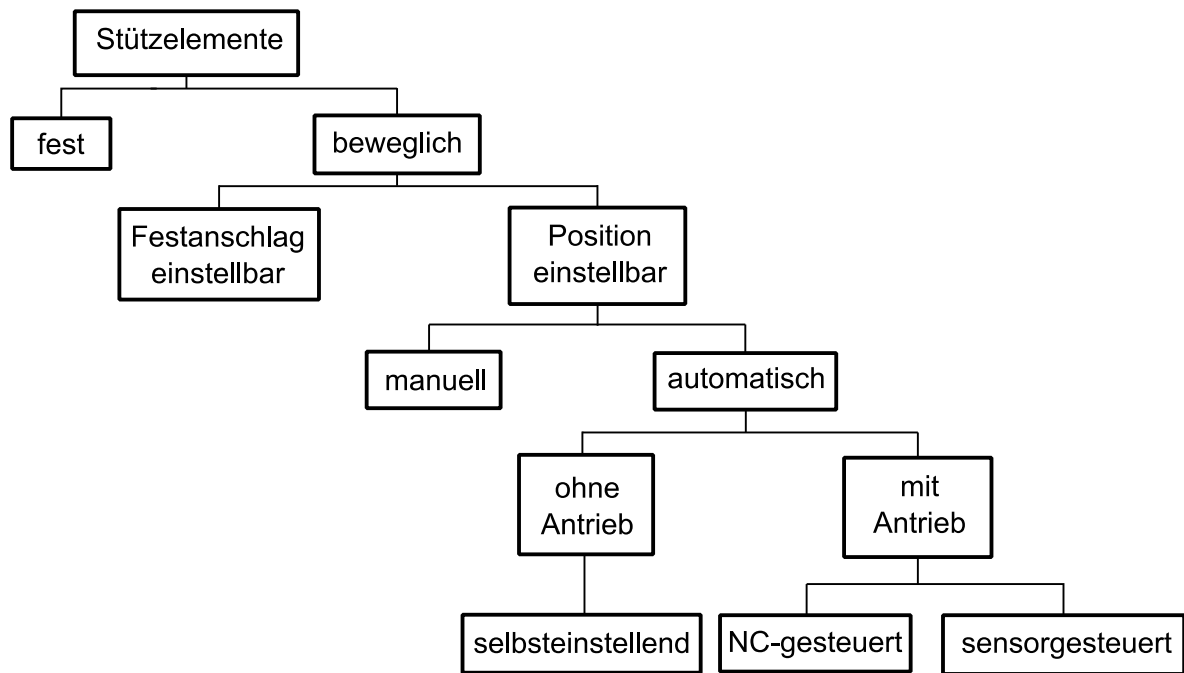 Stützelemente
fest
beweglich
Festanschlag
einstellbar
Position
einstellbar
manuell
automatisch
ohne
Antrieb
mit
Antrieb
selbsteinstellend
NC-gesteuert
sensorgesteuert